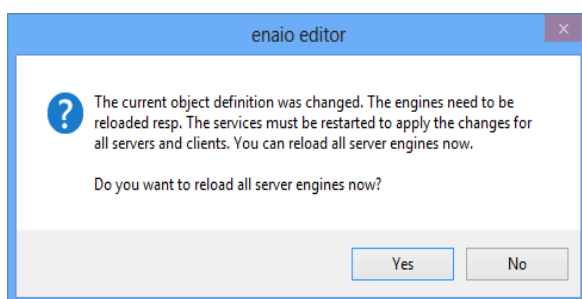 enaio editor
The current object definition was changed. The engines need to be
reloaded resp. The services must be restarted to apply the changes for
all servers and clients. You can reload all server engines now.
Do you want to reload all server engines now?
Yes No